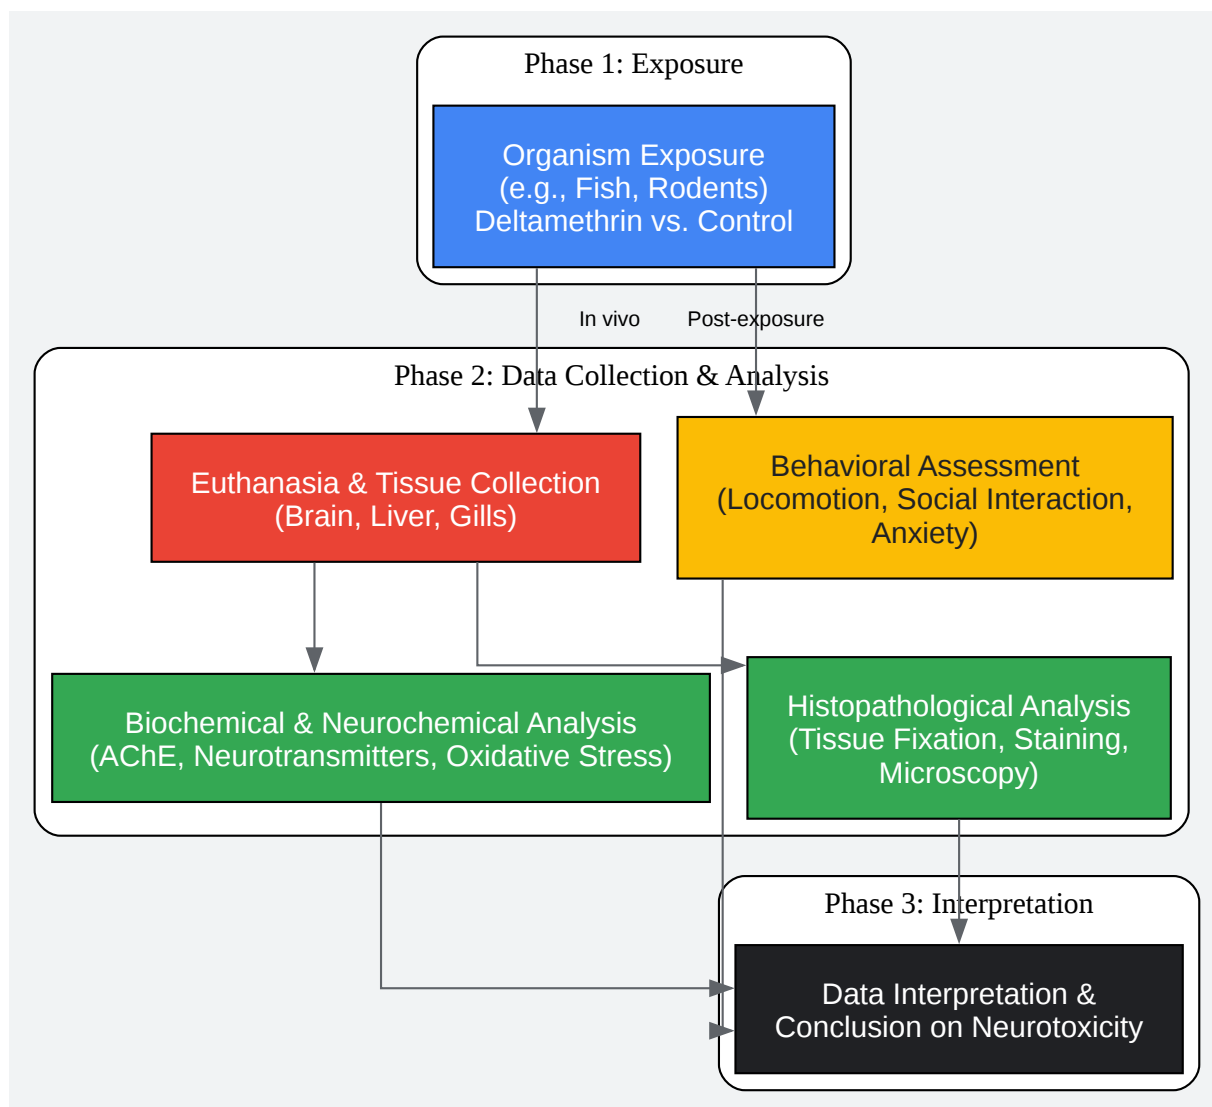 Phase 1: Exposure
Organism Exposure
(e.g., Fish, Rodents)
Deltamethrin vs. Control
In vivo
Post-exposure
Phase 2: Data Collection & Analysis
Euthanasia & Tissue Collection
(Brain, Liver, Gills)
Behavioral Assessment
(Locomotion, Social Interaction,
Anxiety)
Biochemical & Neurochemical Analysis
(AChE, Neurotransmitters, Oxidative Stress)
Histopathological Analysis
(Tissue Fixation, Staining,
Microscopy)
Phase 3: Interpretation
Data Interpretation &
Conclusion on Neurotoxicity